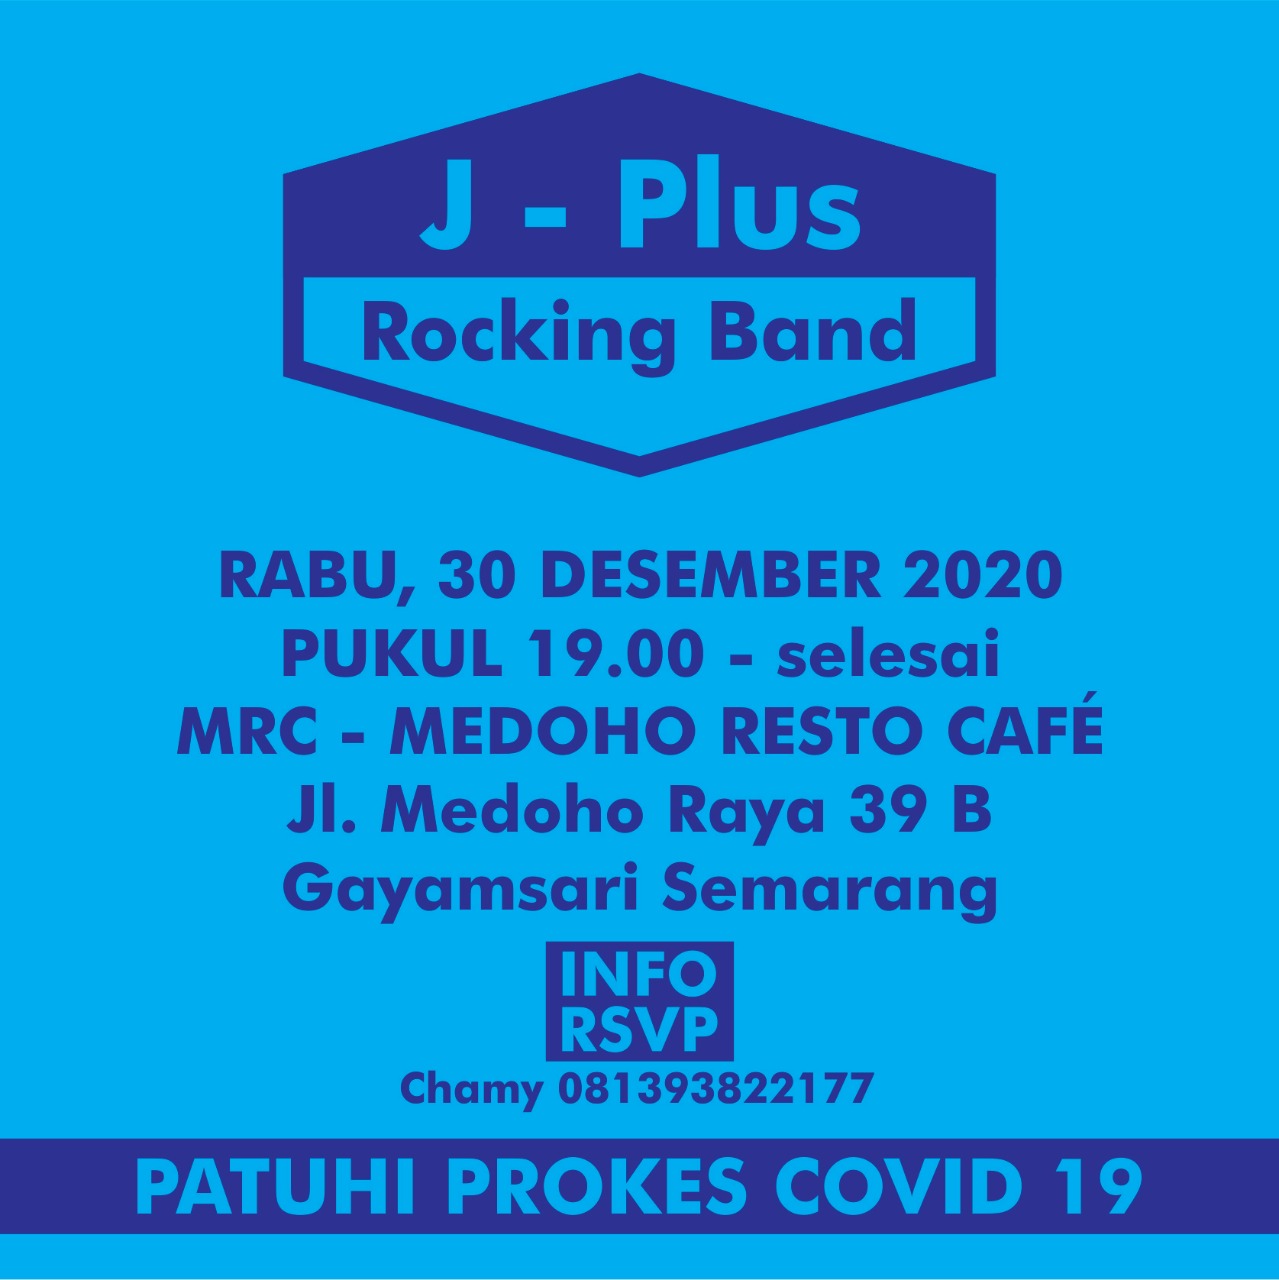 J - Plus
Rocking Band
RABU, 30 DESEMBER 2020
PUKUL 19.00 - selesai
MRC - MEDOHO RESTO CAFÉ
Jl. Medoho Raya 39 B
Gayamsari Semarang
INFO
RSVP
Chamy 081393822177
PATUHI PROKES COVID 19